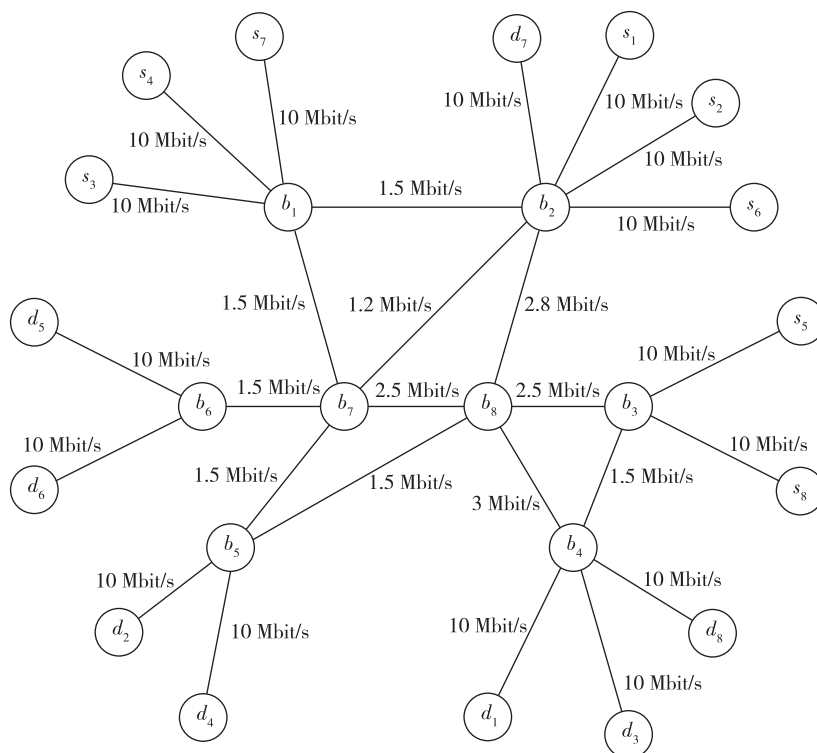 s₇
d₇
s₁
s₄
10 Mbit/s
10 Mbit/s
s₂
10 Mbit/s
10 Mbit/s
10 Mbit/s
s₃
10 Mbit/s
1.5 Mbit/s
b₁
b₂
s₆
10 Mbit/s
10 Mbit/s
1.5 Mbit/s
1.2 Mbit/s
2.8 Mbit/s
d₅
s₅
10 Mbit/s
10 Mbit/s
1.5 Mbit/s
2.5 Mbit/s
2.5 Mbit/s
b₆
b₇
b₈
b₃
10 Mbit/s
10 Mbit/s
d₆
1.5 Mbit/s
1.5 Mbit/s
3 Mbit/s
1.5 Mbit/s
s₈
b₅
b₄
10 Mbit/s
10 Mbit/s
d₂
10 Mbit/s
10 Mbit/s
d₈
10 Mbit/s
d₄
d₁
d₃